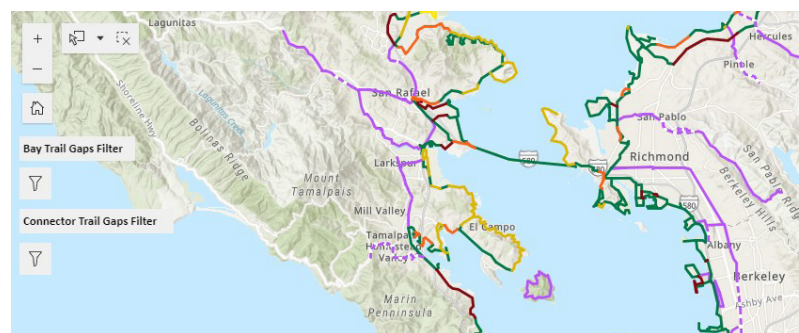 Lagunitas
Hercules
Pinole
Shoreline Hwy
Lagunitas Creek
Bolinas Ridge
San Rafael
San Pablo
Bay Trail Gaps Filter
Larkspur
580
Richmond
San Pablo Ridge
Mount
Tamalpais
Berkeley Hills
Mill Valley
580
Connector Trail Gaps Filter
El Campo
Tamalpais
Homestead
Valley
Albany
Berkeley
Marin
Peninsula
Ashby Ave